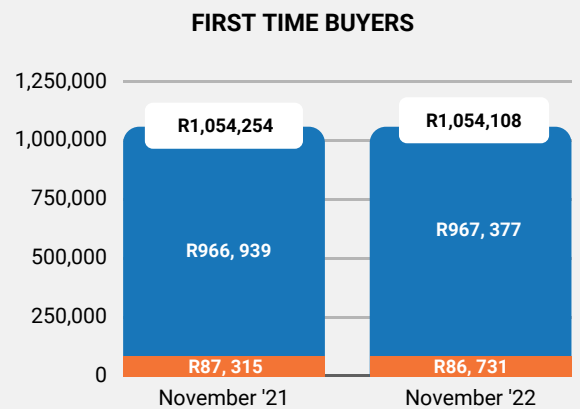 FIRST TIME BUYERS
1,250,000
1,000,000
750,000
500,000
250,000
0
R1,054,254
R966, 939
R87, 315
R1,054,108
R967, 377
R86, 731
November '21
November '22